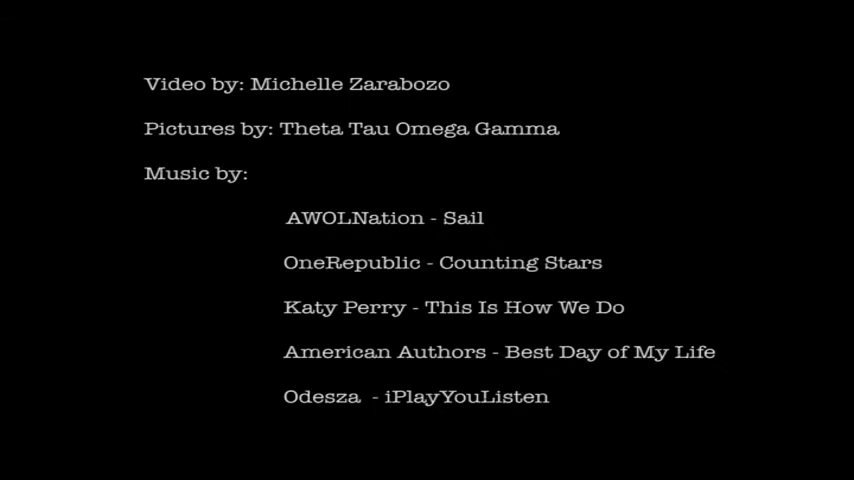 Video by: Michelle Zarabozo
Pictures by: Theta Tau Omega Gamma
Music by:
AWOLNation - Sail
OneRepublic - Counting Stars
Katy Perry - This Is How We Do
American Authors - Best Day of My Life
Odesza - iPlayYouListen